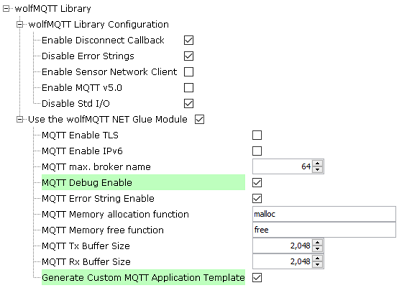 wolfMQTT Library
wolfMQTT Library Configuration
Enable Disconnect Callback
Disable Error Strings
Enable Sensor Network Client
Enable MQTT v5.0
Disable Std I/O
Use the wolfMQTT NET Glue Module
MQTT Enable TLS
MQTT Enable IPv6
MQTT max. broker name 64
MQTT Debug Enable
MQTT Error String Enable
MQTT Memory allocation function malloc
MQTT Memory free function free
MQTT Tx Buffer Size 2,048
MQTT Rx Buffer Size 2,048
Generate Custom MQTT Application Template